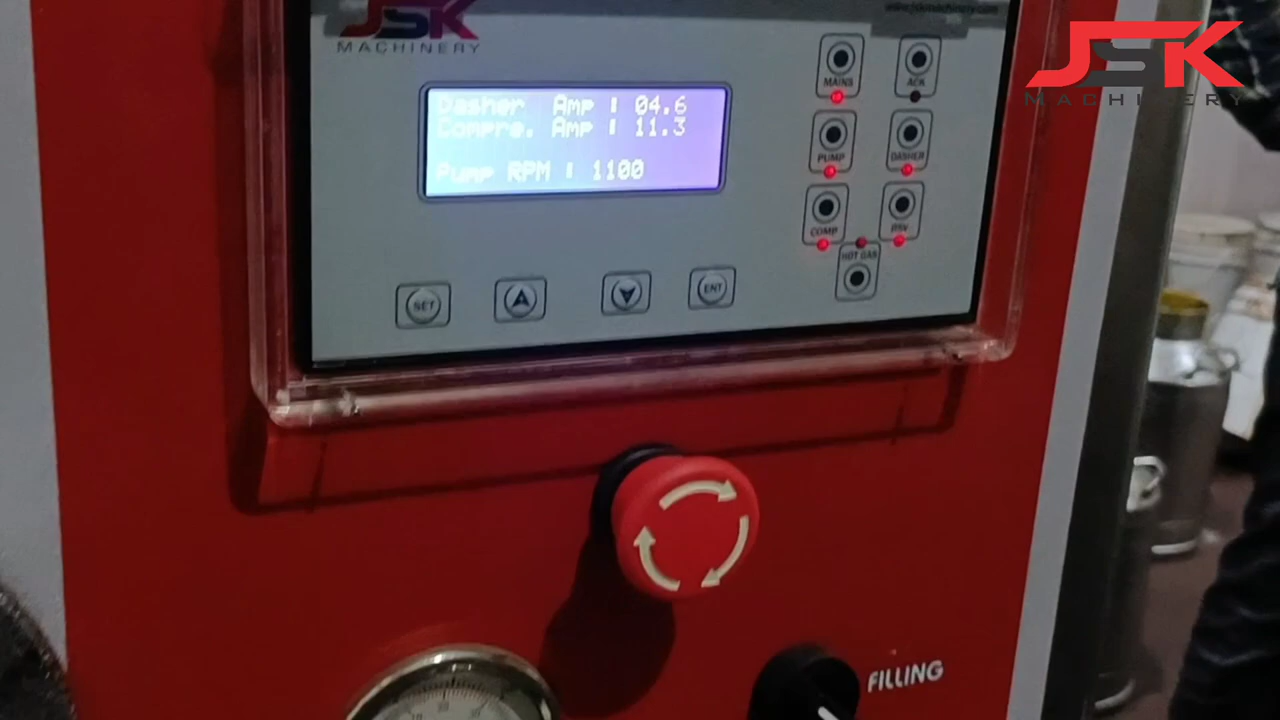 JSK
MACHINERY
Dasher Amp : 04.6
Compre. Amp : 11.3
Pump RPM : 1100
MAINS
ACK
PUMP
DASHER
COMP
HOT GAS
SET
ENT
FILLING
JSK
MACHINERY